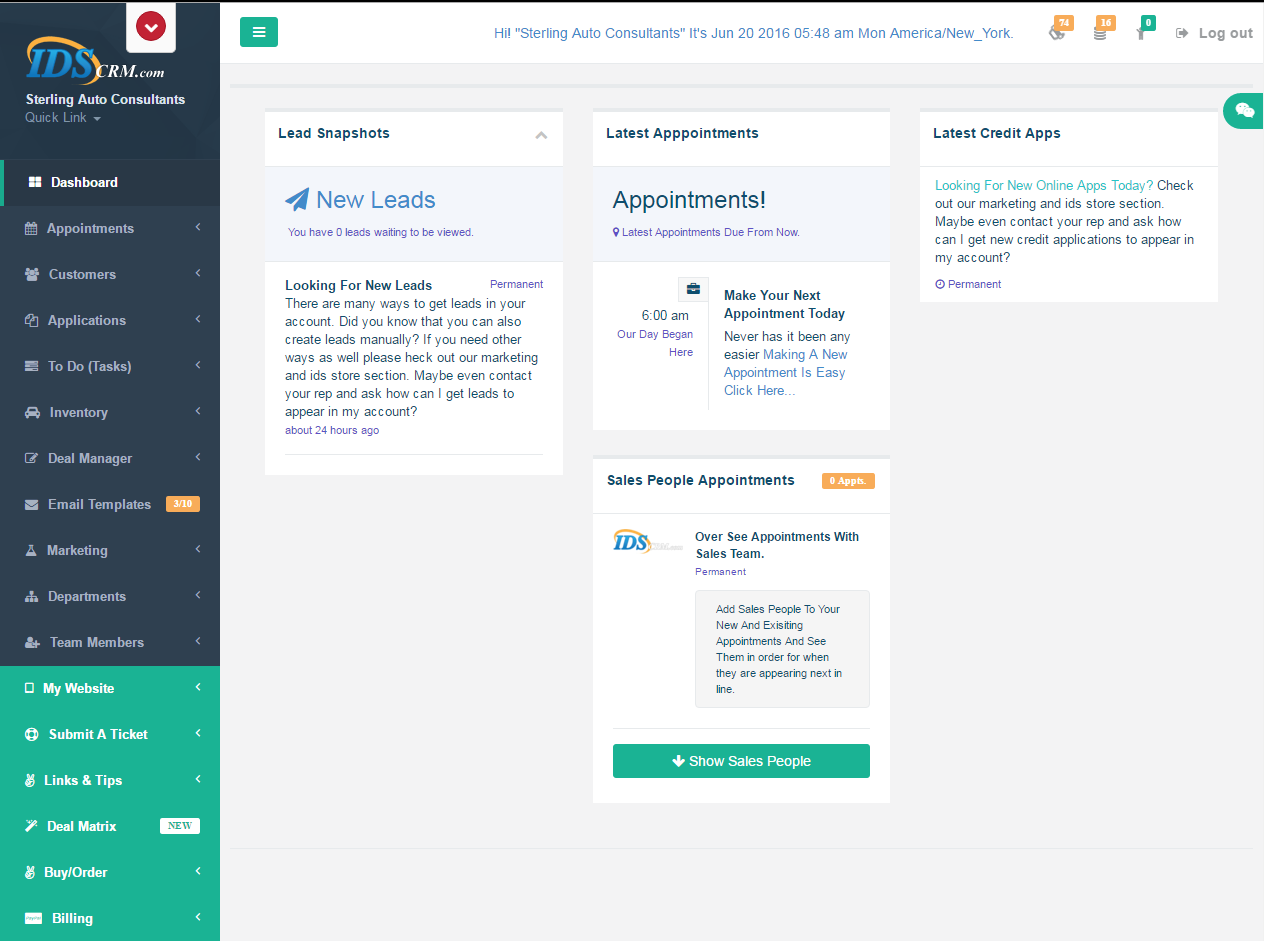 IDSCRM.com
Sterling Auto Consultants
Quick Link
Dashboard
Appointments
Customers
Applications
To Do (Tasks)
Inventory
Deal Manager
Email Templates 3/10
Marketing
Departments
Team Members
My Website
Submit A Ticket
Links & Tips
Deal Matrix NEW
Buy/Order
Billing
Hi! "Sterling Auto Consultants" It's Jun 20 2016 05:48 am Mon America/New_York.
74
16
0
Log out
Lead Snapshots
New Leads
You have 0 leads waiting to be viewed.
Looking For New Leads Permanent
There are many ways to get leads in your
account. Did you know that you can also
create leads manually? If you need other
ways as well please heck out our marketing
and ids store section. Maybe even contact
your rep and ask how can I get leads to
appear in my account?
about 24 hours ago
Latest Apppointments
Appointments!
Latest Appointments Due From Now.
6:00 am
Our Day Began
Here
Make Your Next
Appointment Today
Never has it been any
easier Making A New
Appointment Is Easy
Click Here...
Sales People Appointments 0 Appts.
IDSCRM.com
Over See Appointments With
Sales Team.
Permanent
Add Sales People To Your
New And Exisiting
Appointments And See
Them in order for when
they are appearing next in
line.
Show Sales People
Latest Credit Apps
Looking For New Online Apps Today? Check
out our marketing and ids store section.
Maybe even contact your rep and ask how
can I get new credit applications to appear in
my account?
Permanent